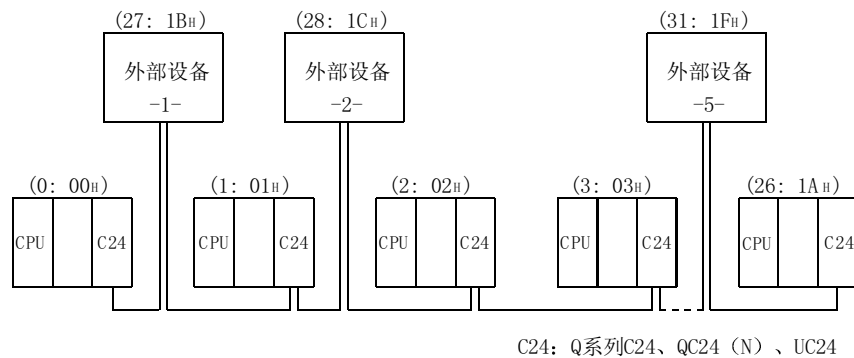 (27: 1BH)
(28: 1CH)
(31: 1FH)
外部设备
-1-
外部设备
-2-
外部设备
-5-
(0: 00H)
(1: 01H)
(2: 02H)
(3: 03H)
(26: 1AH)
CPU C24
CPU C24
CPU C24
CPU C24
CPU C24
C24: Q系列C24、QC24（N）、UC24